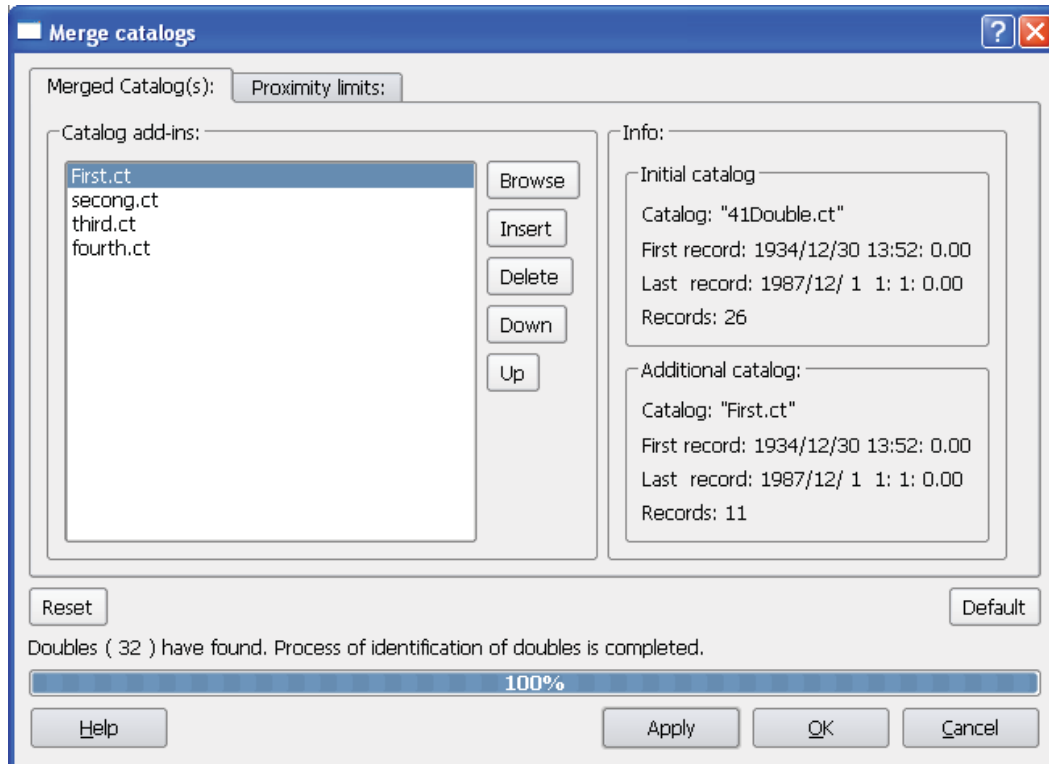 Merge catalogs
Merged Catalog(s):
Proximity limits:
Catalog add-ins:
First.ct
secong.ct
third.ct
fourth.ct
Browse
Insert
Delete
Down
Up
Info:
Initial catalog
Catalog: "41Double.ct"
First record: 1934/12/30 13:52: 0.00
Last  record: 1987/12/ 1  1: 1: 0.00
Records: 26
Additional catalog:
Catalog: "First.ct"
First record: 1934/12/30 13:52: 0.00
Last  record: 1987/12/ 1  1: 1: 0.00
Records: 11
Reset
Default
Doubles ( 32 ) have found. Process of identification of doubles is completed.
100%
Help
Apply
OK
Cancel